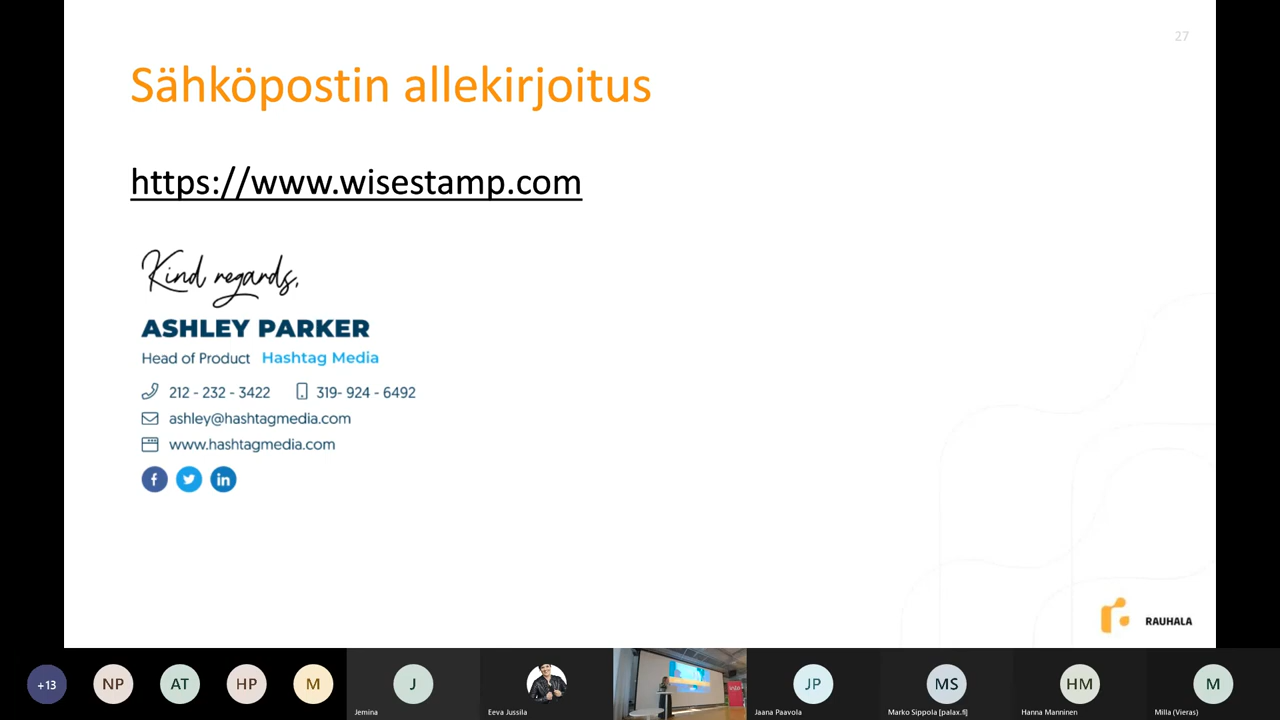 27
Sähköpostin allekirjoitus
https://www.wisestamp.com
Kind regards,
ASHLEY PARKER
Head of Product Hashtag Media
212 - 232 - 3422 319- 924 - 6492
ashley@hashtagmedia.com
www.hashtagmedia.com
f in
RAUHALA
+13 NP AT HP M J JP MS HM M
Jemina Eeva Jussila Jaana Paavola Marko Sippola [palax.fi] Hanna Manninen Milla (Vieras)